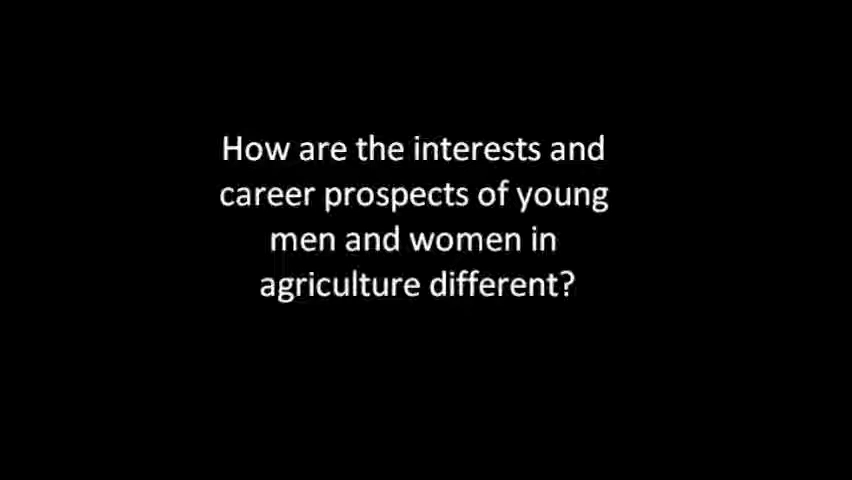 How are the interests and
career prospects of young
men and women in
agriculture different?